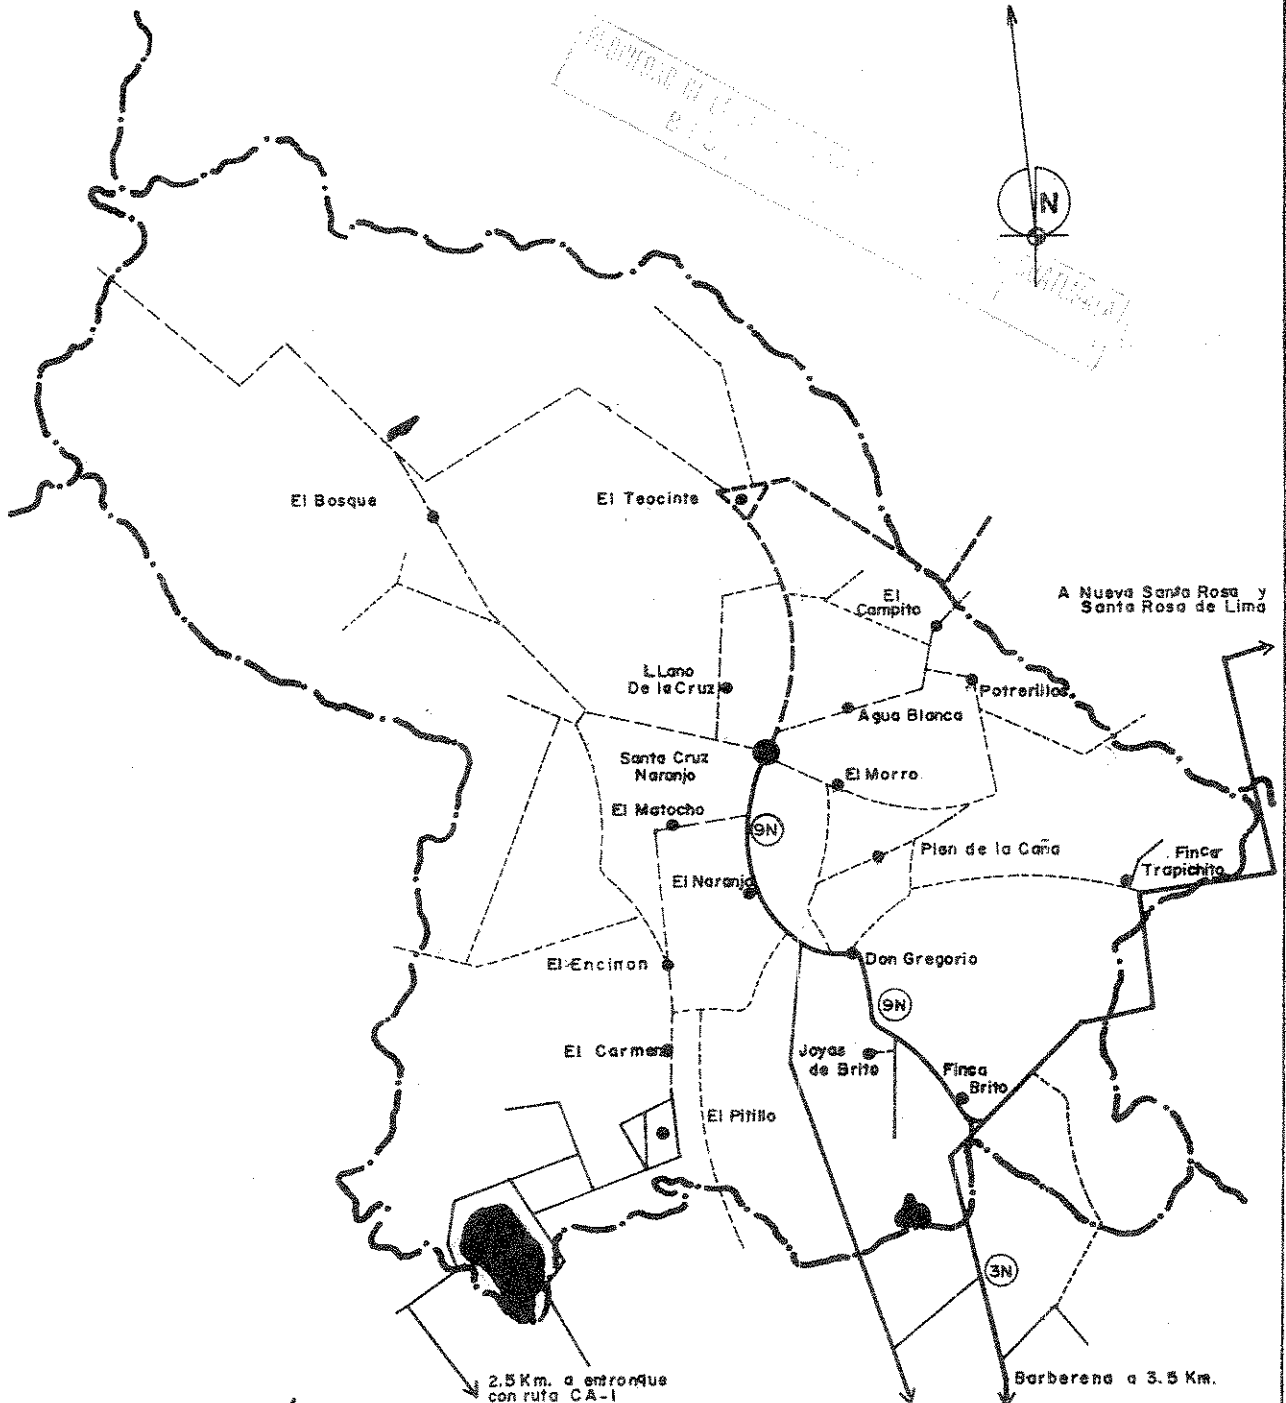 N
El Bosque
El Teocinte
El
Campito
A Nueva Santa Rosa y
Santa Rosa de Lima
LLano
De la Cruz
Potrerillos
Agua Blanca
Santa Cruz
Naranjo
El Morro
El Matocho
9N
Plan de la Caña
Finca
Trapichito
El Naranjo
El Encinon
Don Gregorio
9N
El Carmen
Joyas
de Brito
Finca
Brito
El Pitillo
3N
2.5 Km. a entronque
con ruta CA-1
Barberena a 3.5 Km.